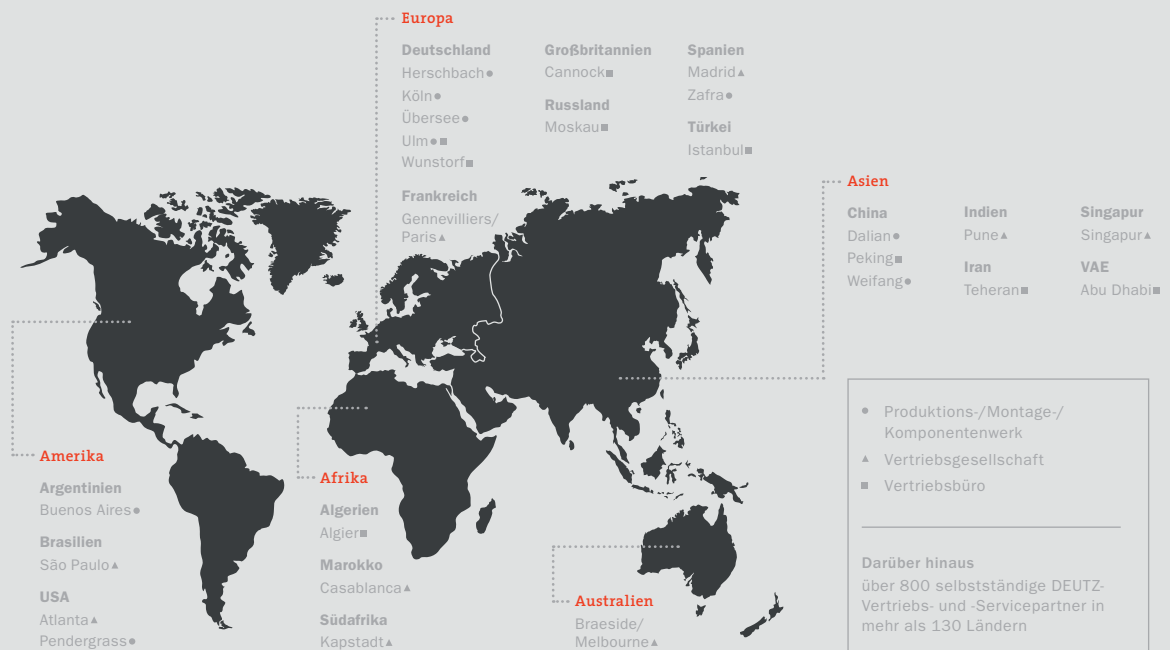 Europa
Deutschland
Herschbach●
Köln●
Übersee●
Ulm●■
Wunstorf■
Frankreich
Gennevilliers/
Paris▲
Großbritannien
Cannock■
Russland
Moskau■
Spanien
Madrid▲
Zafra●
Türkei
Istanbul■
Asien
China
Dalian●
Peking■
Weifang●
Indien
Pune▲
Iran
Teheran■
Singapur
Singapur▲
VAE
Abu Dhabi■
Amerika
Argentinien
Buenos Aires●
Brasilien
São Paulo▲
USA
Atlanta▲
Pendergrass●
Afrika
Algerien
Algier■
Marokko
Casablanca▲
Südafrika
Kapstadt▲
Australien
Braeside/
Melbourne▲
● Produktions-/Montage-/
Komponentenwerk
▲ Vertriebsgesellschaft
■ Vertriebsbüro
Darüber hinaus
über 800 selbstständige DEUTZ-
Vertriebs- und -Servicepartner in
mehr als 130 Ländern